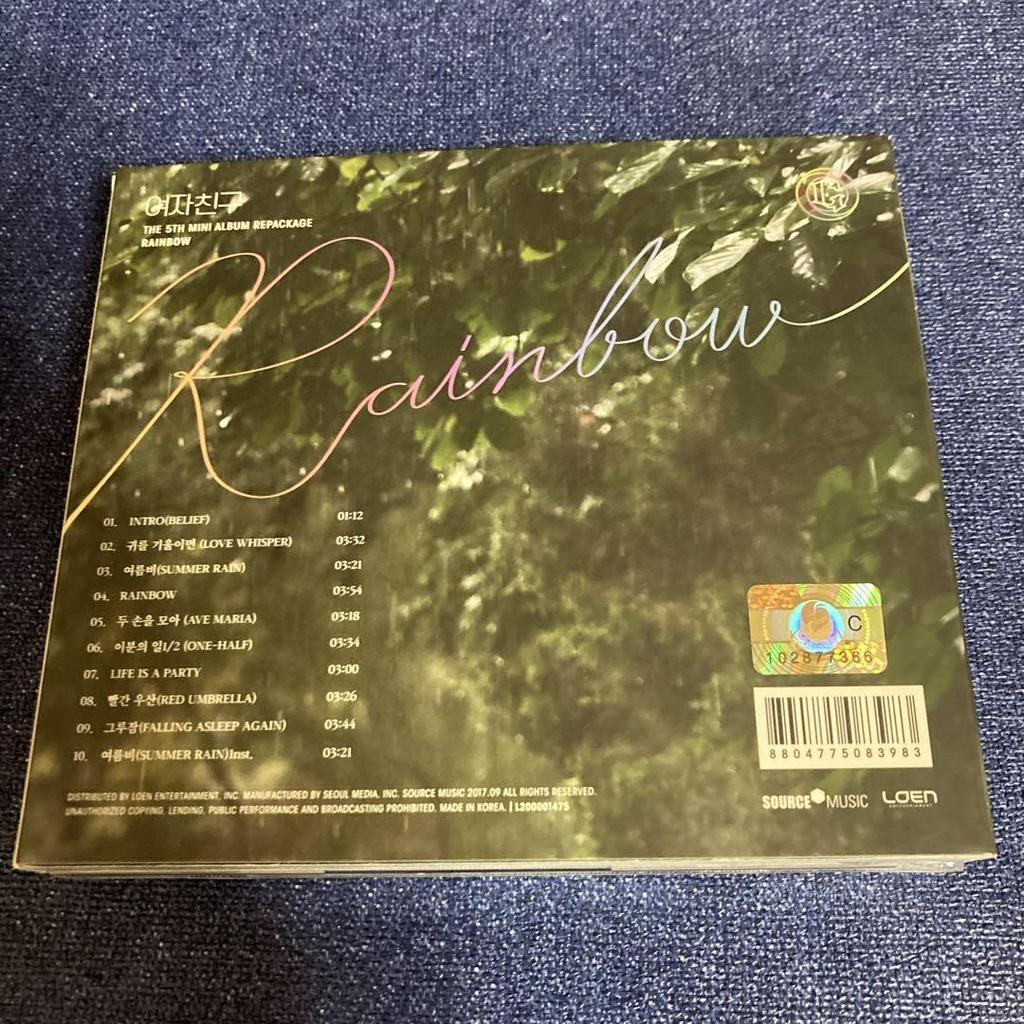 여자친구
THE 5TH MINI ALBUM REPACKAGE
RAINBOW
Rainbow
01. INTRO(BELIEF) 01:12
02. 귀를 기울이면 (LOVE WHISPER) 03:32
03. 여름비(SUMMER RAIN) 03:21
04. RAINBOW 03:54
05. 두 손을 모아 (AVE MARIA) 03:18
06. 이분의 일1/2 (ONE-HALF) 03:34
07. LIFE IS A PARTY 03:00
08. 빨간 우산(RED UMBRELLA) 03:26
09. 그루잠(FALLING ASLEEP AGAIN) 03:44
10. 여름비(SUMMER RAIN)Inst. 03:21
C
102877386
8804775083983
DISTRIBUTED BY LOEN ENTERTAINMENT, INC. MANUFACTURED BY SEOUL MEDIA, INC. SOURCE MUSIC 2017.09 ALL RIGHTS RESERVED.
UNAUTHORIZED COPYING, LENDING, PUBLIC PERFORMANCE AND BROADCASTING PROHIBITED. MADE IN KOREA. | L200001475
SOURCE MUSIC LOEN
ENTERTAINMENT